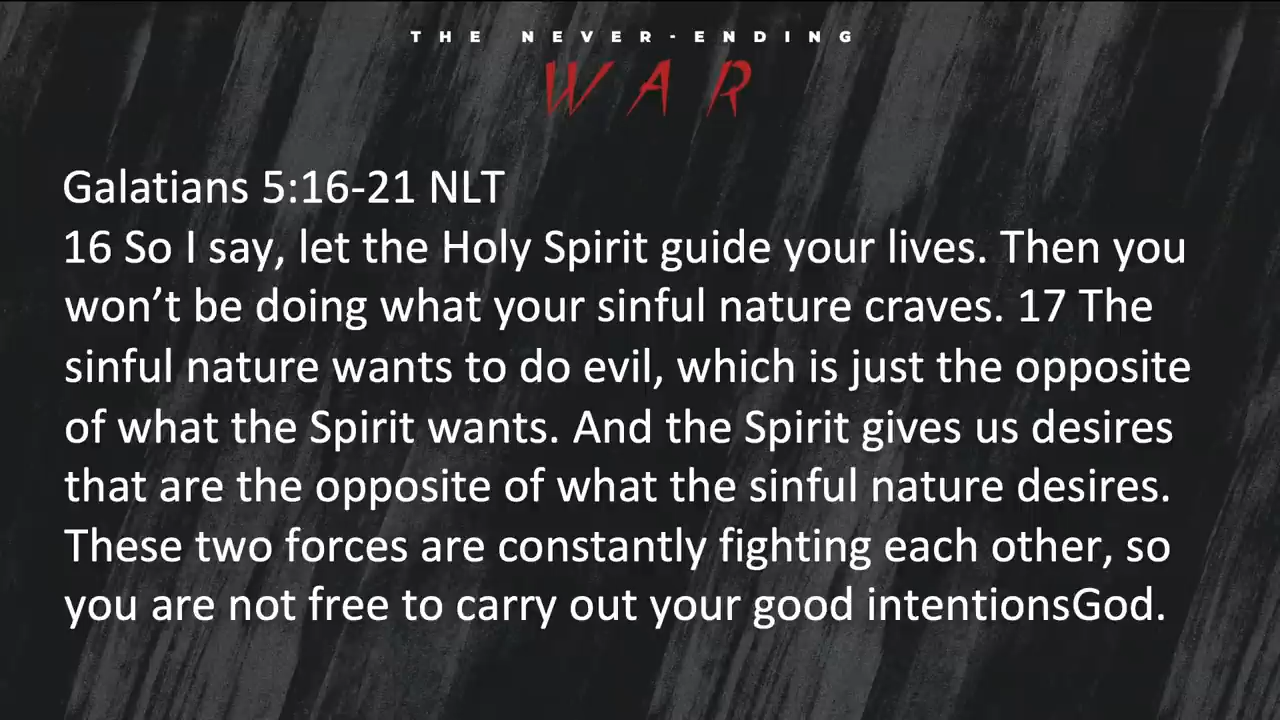 THE NEVER-ENDING
WAR
Galatians 5:16-21 NLT
16 So I say, let the Holy Spirit guide your lives. Then you
won’t be doing what your sinful nature craves. 17 The
sinful nature wants to do evil, which is just the opposite
of what the Spirit wants. And the Spirit gives us desires
that are the opposite of what the sinful nature desires.
These two forces are constantly fighting each other, so
you are not free to carry out your good intentionsGod.